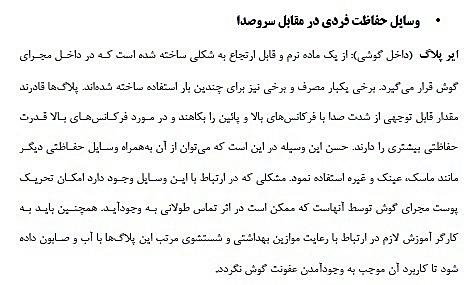 • وسایل حفاظت فردی در مقابل سروصدا
ایر پلاگ (داخل گوشی): از یک ماده نرم و قابل ارتجاع به شکلی ساخته شده است که در داخل مجرای
گوش قرار می‌گیرد. برخی یکبار مصرف و برخی نیز برای چندین بار استفاده ساخته شده‌اند. پلاگ‌ها قادرند
مقدار قابل توجهی از شدت صدا با فرکانس‌های بالا و پائین را بکاهند و در مورد فرکانس‌های بالا قدرت
حفاظتی بیشتری را دارند. حسن این وسیله در این است که می‌توان از آن به‌همراه وسایل حفاظتی دیگر
مانند ماسک، عینک و غیره استفاده نمود. مشکلی که در ارتباط با این وسایل وجود دارد امکان تحریک
پوست مجرای گوش توسط آنهاست که ممکن است در اثر تماس طولانی به وجودآید. همچنین باید به
کارگر آموزش لازم در ارتباط با رعایت موازین بهداشتی و شستشوی مرتب این پلاگ‌ها با آب و صابون داده
شود تا کاربرد آن موجب به وجودآمدن عفونت گوش نگردد.